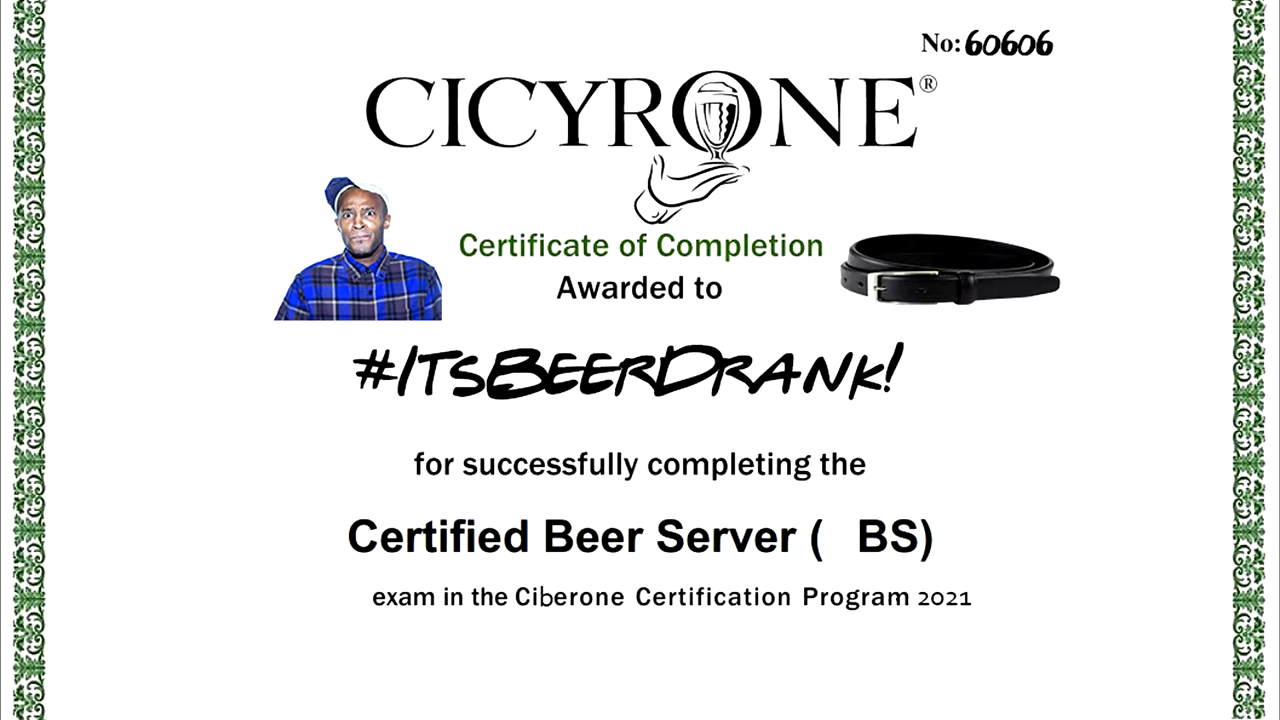 No: 60606
CICYRONE®
Certificate of Completion
Awarded to
#ITSBEERDRANK!
for successfully completing the
Certified Beer Server (   BS)
exam in the Ciberone Certification Program 2021